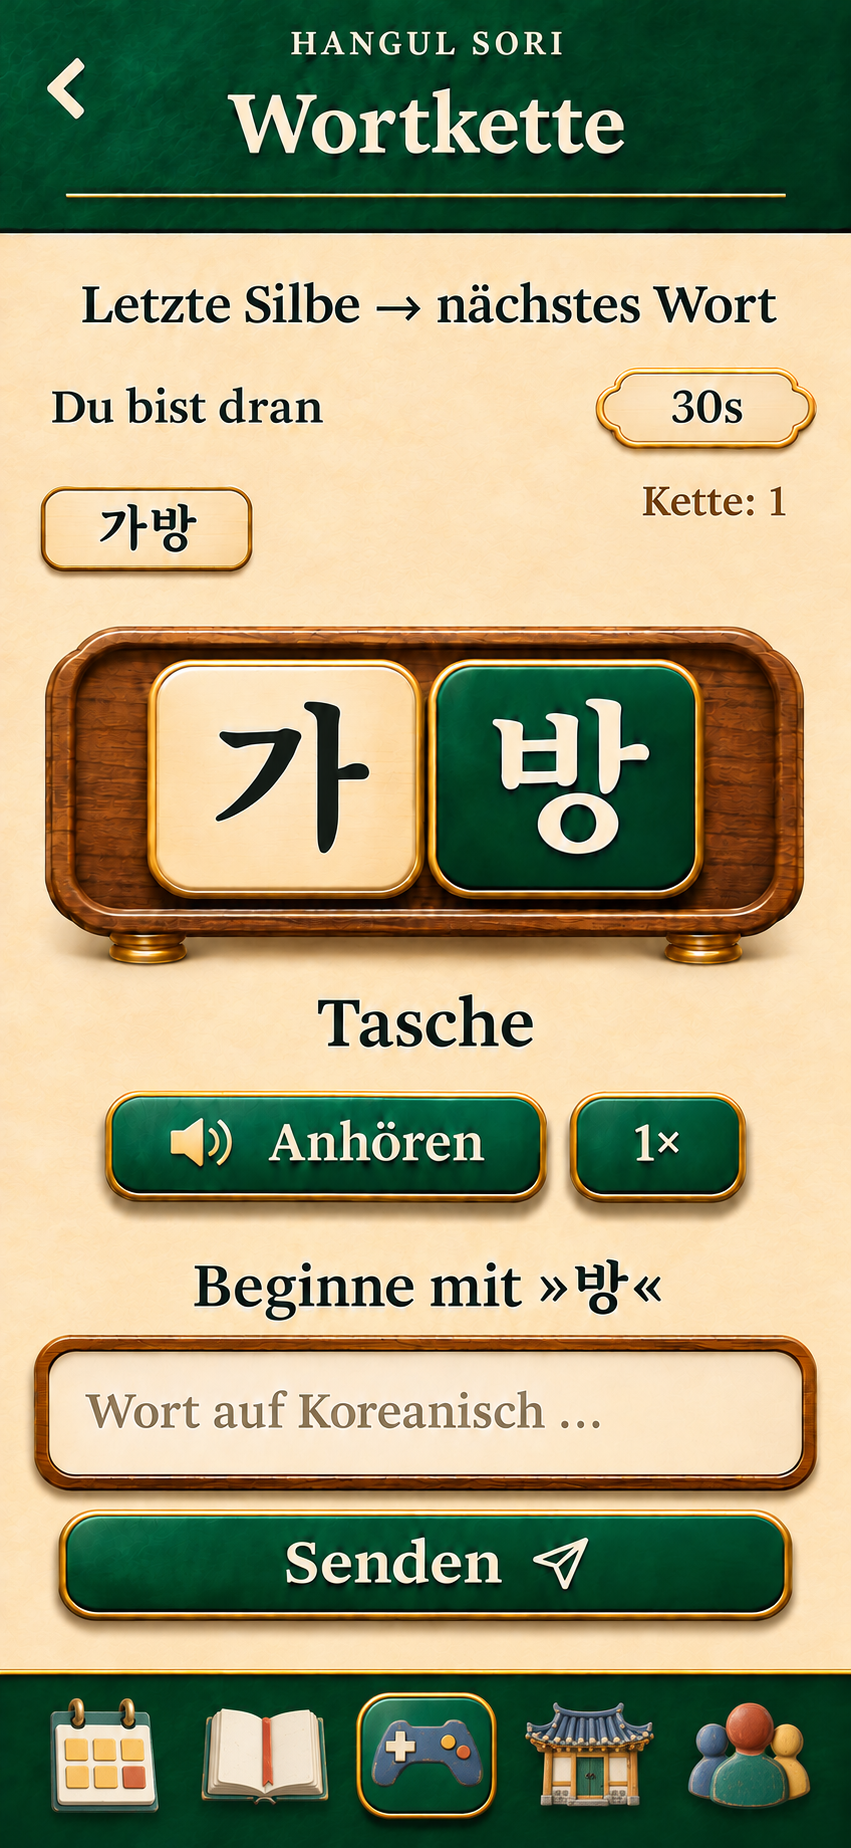 HANGUL SORI
Wortkette
Letzte Silbe → nächstes Wort
Du bist dran
30s
Kette: 1
가방
가 방
Tasche
Anhören
1×
Beginne mit »방«
Wort auf Koreanisch ...
Senden